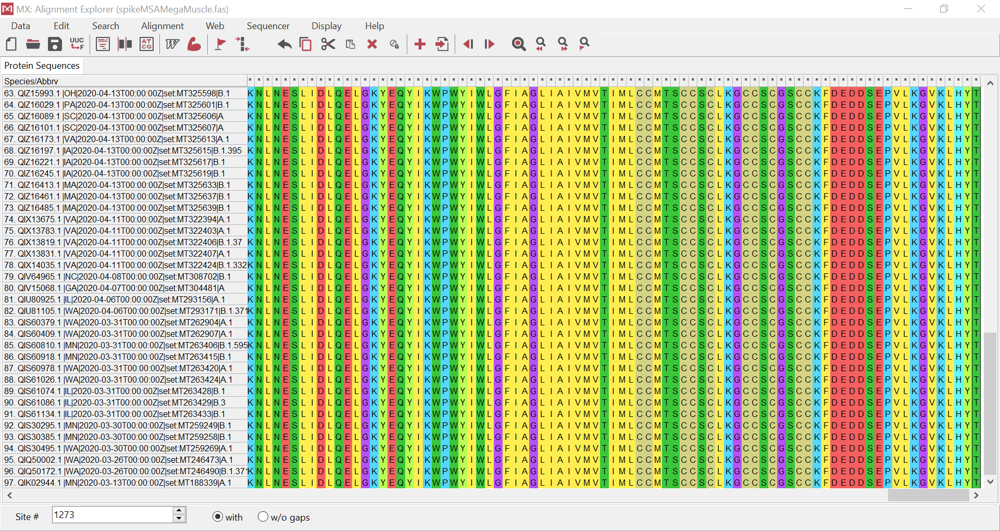 MX: Alignment Explorer (spikeMSAMegaMuscle.fas)
Data Edit Search Alignment Web Sequencer Display Help
UUC F AT CG W
Protein Sequences
Species/Abbrv ***********************************************************************************
63. QIZ15993.1 |OH|2020-04-13T00:00:00Z|set:MT325598|B.1 KNLNESLIDLQELGKYEQYIKWPWYIWLGFIAGLIAIVMVTIMLCCMTSCCSCLKGCCSCGSCCKFDEDDSEPVLKGVKLHYT
64. QIZ16029.1 |PA|2020-04-13T00:00:00Z|set:MT325601|B.1 KNLNESLIDLQELGKYEQYIKWPWYIWLGFIAGLIAIVMVTIMLCCMTSCCSCLKGCCSCGSCCKFDEDDSEPVLKGVKLHYT
65. QIZ16089.1 |SC|2020-04-13T00:00:00Z|set:MT325606|A KNLNESLIDLQELGKYEQYIKWPWYIWLGFIAGLIAIVMVTIMLCCMTSCCSCLKGCCSCGSCCKFDEDDSEPVLKGVKLHYT
66. QIZ16101.1 |SC|2020-04-13T00:00:00Z|set:MT325607|A KNLNESLIDLQELGKYEQYIKWPWYIWLGFIAGLIAIVMVTIMLCCMTSCCSCLKGCCSCGSCCKFDEDDSEPVLKGVKLHYT
67. QIZ16173.1 |VA|2020-04-13T00:00:00Z|set:MT325613|A.1 KNLNESLIDLQELGKYEQYIKWPWYIWLGFIAGLIAIVMVTIMLCCMTSCCSCLKGCCSCGSCCKFDEDDSEPVLKGVKLHYT
68. QIZ16197.1 |IA|2020-04-13T00:00:00Z|set:MT325615|B.1.395 KNLNESLIDLQELGKYEQYIKWPWYIWLGFIAGLIAIVMVTIMLCCMTSCCSCLKGCCSCGSCCKFDEDDSEPVLKGVKLHYT
69. QIZ16221.1 |IA|2020-04-13T00:00:00Z|set:MT325617|B.1 KNLNESLIDLQELGKYEQYIKWPWYIWLGFIAGLIAIVMVTIMLCCMTSCCSCLKGCCSCGSCCKFDEDDSEPVLKGVKLHYT
70. QIZ16245.1 |IA|2020-04-13T00:00:00Z|set:MT325619|B.1 KNLNESLIDLQELGKYEQYIKWPWYIWLGFIAGLIAIVMVTIMLCCMTSCCSCLKGCCSCGSCCKFDEDDSEPVLKGVKLHYT
71. QIZ16413.1 |MA|2020-04-13T00:00:00Z|set:MT325633|B.1 KNLNESLIDLQELGKYEQYIKWPWYIWLGFIAGLIAIVMVTIMLCCMTSCCSCLKGCCSCGSCCKFDEDDSEPVLKGVKLHYT
72. QIZ16461.1 |MA|2020-04-13T00:00:00Z|set:MT325637|B.1 KNLNESLIDLQELGKYEQYIKWPWYIWLGFIAGLIAIVMVTIMLCCMTSCCSCLKGCCSCGSCCKFDEDDSEPVLKGVKLHYT
73. QIZ16485.1 |MA|2020-04-13T00:00:00Z|set:MT325639|B.1 KNLNESLIDLQELGKYEQYIKWPWYIWLGFIAGLIAIVMVTIMLCCMTSCCSCLKGCCSCGSCCKFDEDDSEPVLKGVKLHYT
74. QIX13675.1 |VA|2020-04-11T00:00:00Z|set:MT322394|A.1 KNLNESLIDLQELGKYEQYIKWPWYIWLGFIAGLIAIVMVTIMLCCMTSCCSCLKGCCSCGSCCKFDEDDSEPVLKGVKLHYT
75. QIX13783.1 |VA|2020-04-11T00:00:00Z|set:MT322403|A.1 KNLNESLIDLQELGKYEQYIKWPWYIWLGFIAGLIAIVMVTIMLCCMTSCCSCLKGCCSCGSCCKFDEDDSEPVLKGVKLHYT
76. QIX13819.1 |VA|2020-04-11T00:00:00Z|set:MT322406|B.1.37 KNLNESLIDLQELGKYEQYIKWPWYIWLGFIAGLIAIVMVTIMLCCMTSCCSCLKGCCSCGSCCKFDEDDSEPVLKGVKLHYT
77. QIX13831.1 |VA|2020-04-11T00:00:00Z|set:MT322407|A.1 KNLNESLIDLQELGKYEQYIKWPWYIWLGFIAGLIAIVMVTIMLCCMTSCCSCLKGCCSCGSCCKFDEDDSEPVLKGVKLHYT
78. QIX14035.1 |VA|2020-04-11T00:00:00Z|set:MT322424|B.1.332 KNLNESLIDLQELGKYEQYIKWPWYIWLGFIAGLIAIVMVTIMLCCMTSCCSCLKGCCSCGSCCKFDEDDSEPVLKGVKLHYT
79. QIV64965.1 |NC|2020-04-08T00:00:00Z|set:MT308702|B.1 KNLNESLIDLQELGKYEQYIKWPWYIWLGFIAGLIAIVMVTIMLCCMTSCCSCLKGCCSCGSCCKFDEDDSEPVLKGVKLHYT
80. QIV15068.1 |GA|2020-04-07T00:00:00Z|set:MT304481|A KNLNESLIDLQELGKYEQYIKWPWYIWLGFIAGLIAIVMVTIMLCCMTSCCSCLKGCCSCGSCCKFDEDDSEPVLKGVKLHYT
81. QIU80925.1 |IL|2020-04-06T00:00:00Z|set:MT293156|A.1 KNLNESLIDLQELGKYEQYIKWPWYIWLGFIAGLIAIVMVTIMLCCMTSCCSCLKGCCSCGSCCKFDEDDSEPVLKGVKLHYT
82. QIU81105.1 |WA|2020-04-06T00:00:00Z|set:MT293171|B.1.371 KNLNESLIDLQELGKYEQYIKWPWYIWLGFIAGLIAIVMVTIMLCCMTSCCSCLKGCCSCGSCCKFDEDDSEPVLKGVKLHYT
83. QIS60379.1 |WA|2020-03-31T00:00:00Z|set:MT262904|A.1 KNLNESLIDLQELGKYEQYIKWPWYIWLGFIAGLIAIVMVTIMLCCMTSCCSCLKGCCSCGSCCKFDEDDSEPVLKGVKLHYT
84. QIS60409.1 |WA|2020-03-31T00:00:00Z|set:MT262907|A.1 KNLNESLIDLQELGKYEQYIKWPWYIWLGFIAGLIAIVMVTIMLCCMTSCCSCLKGCCSCGSCCKFDEDDSEPVLKGVKLHYT
85. QIS60810.1 |MN|2020-03-31T00:00:00Z|set:MT263406|B.1.595 KNLNESLIDLQELGKYEQYIKWPWYIWLGFIAGLIAIVMVTIMLCCMTSCCSCLKGCCSCGSCCKFDEDDSEPVLKGVKLHYT
86. QIS60918.1 |MN|2020-03-31T00:00:00Z|set:MT263415|B.1 KNLNESLIDLQELGKYEQYIKWPWYIWLGFIAGLIAIVMVTIMLCCMTSCCSCLKGCCSCGSCCKFDEDDSEPVLKGVKLHYT
87. QIS60978.1 |WA|2020-03-31T00:00:00Z|set:MT263420|A.1 KNLNESLIDLQELGKYEQYIKWPWYIWLGFIAGLIAIVMVTIMLCCMTSCCSCLKGCCSCGSCCKFDEDDSEPVLKGVKLHYT
88. QIS61026.1 |WA|2020-03-31T00:00:00Z|set:MT263424|A.1 KNLNESLIDLQELGKYEQYIKWPWYIWLGFIAGLIAIVMVTIMLCCMTSCCSCLKGCCSCGSCCKFDEDDSEPVLKGVKLHYT
89. QIS61074.1 |IL|2020-03-31T00:00:00Z|set:MT263428|B.1 KNLNESLIDLQELGKYEQYIKWPWYIWLGFIAGLIAIVMVTIMLCCMTSCCSCLKGCCSCGSCCKFDEDDSEPVLKGVKLHYT
90. QIS61086.1 |IL|2020-03-31T00:00:00Z|set:MT263429|B.3 KNLNESLIDLQELGKYEQYIKWPWYIWLGFIAGLIAIVMVTIMLCCMTSCCSCLKGCCSCGSCCKFDEDDSEPVLKGVKLHYT
91. QIS61134.1 |IL|2020-03-31T00:00:00Z|set:MT263433|B.1 KNLNESLIDLQELGKYEQYIKWPWYIWLGFIAGLIAIVMVTIMLCCMTSCCSCLKGCCSCGSCCKFDEDDSEPVLKGVKLHYT
92. QIS30295.1 |MN|2020-03-30T00:00:00Z|set:MT259249|B.1 KNLNESLIDLQELGKYEQYIKWPWYIWLGFIAGLIAIVMVTIMLCCMTSCCSCLKGCCSCGSCCKFDEDDSEPVLKGVKLHYT
93. QIS30385.1 |MN|2020-03-30T00:00:00Z|set:MT259258|B.1 KNLNESLIDLQELGKYEQYIKWPWYIWLGFIAGLIAIVMVTIMLCCMTSCCSCLKGCCSCGSCCKFDEDDSEPVLKGVKLHYT
94. QIS30495.1 |WA|2020-03-30T00:00:00Z|set:MT259269|A.1 KNLNESLIDLQELGKYEQYIKWPWYIWLGFIAGLIAIVMVTIMLCCMTSCCSCLKGCCSCGSCCKFDEDDSEPVLKGVKLHYT
95. QIQ50002.1 |WA|2020-03-26T00:00:00Z|set:MT246473|A.1 KNLNESLIDLQELGKYEQYIKWPWYIWLGFIAGLIAIVMVTIMLCCMTSCCSCLKGCCSCGSCCKFDEDDSEPVLKGVKLHYT
96. QIQ50172.1 |WA|2020-03-26T00:00:00Z|set:MT246490|B.1.371 KNLNESLIDLQELGKYEQYIKWPWYIWLGFIAGLIAIVMVTIMLCCMTSCCSCLKGCCSCGSCCKFDEDDSEPVLKGVKLHYT
97. QIK02944.1 |MN|2020-03-13T00:00:00Z|set:MT188339|A.1 KNLNESLIDLQELGKYEQYIKWPWYIWLGFIAGLIAIVMVTIMLCCMTSCCSCLKGCCSCGSCCKFDEDDSEPVLKGVKLHYT
Site # 1273 with w/o gaps